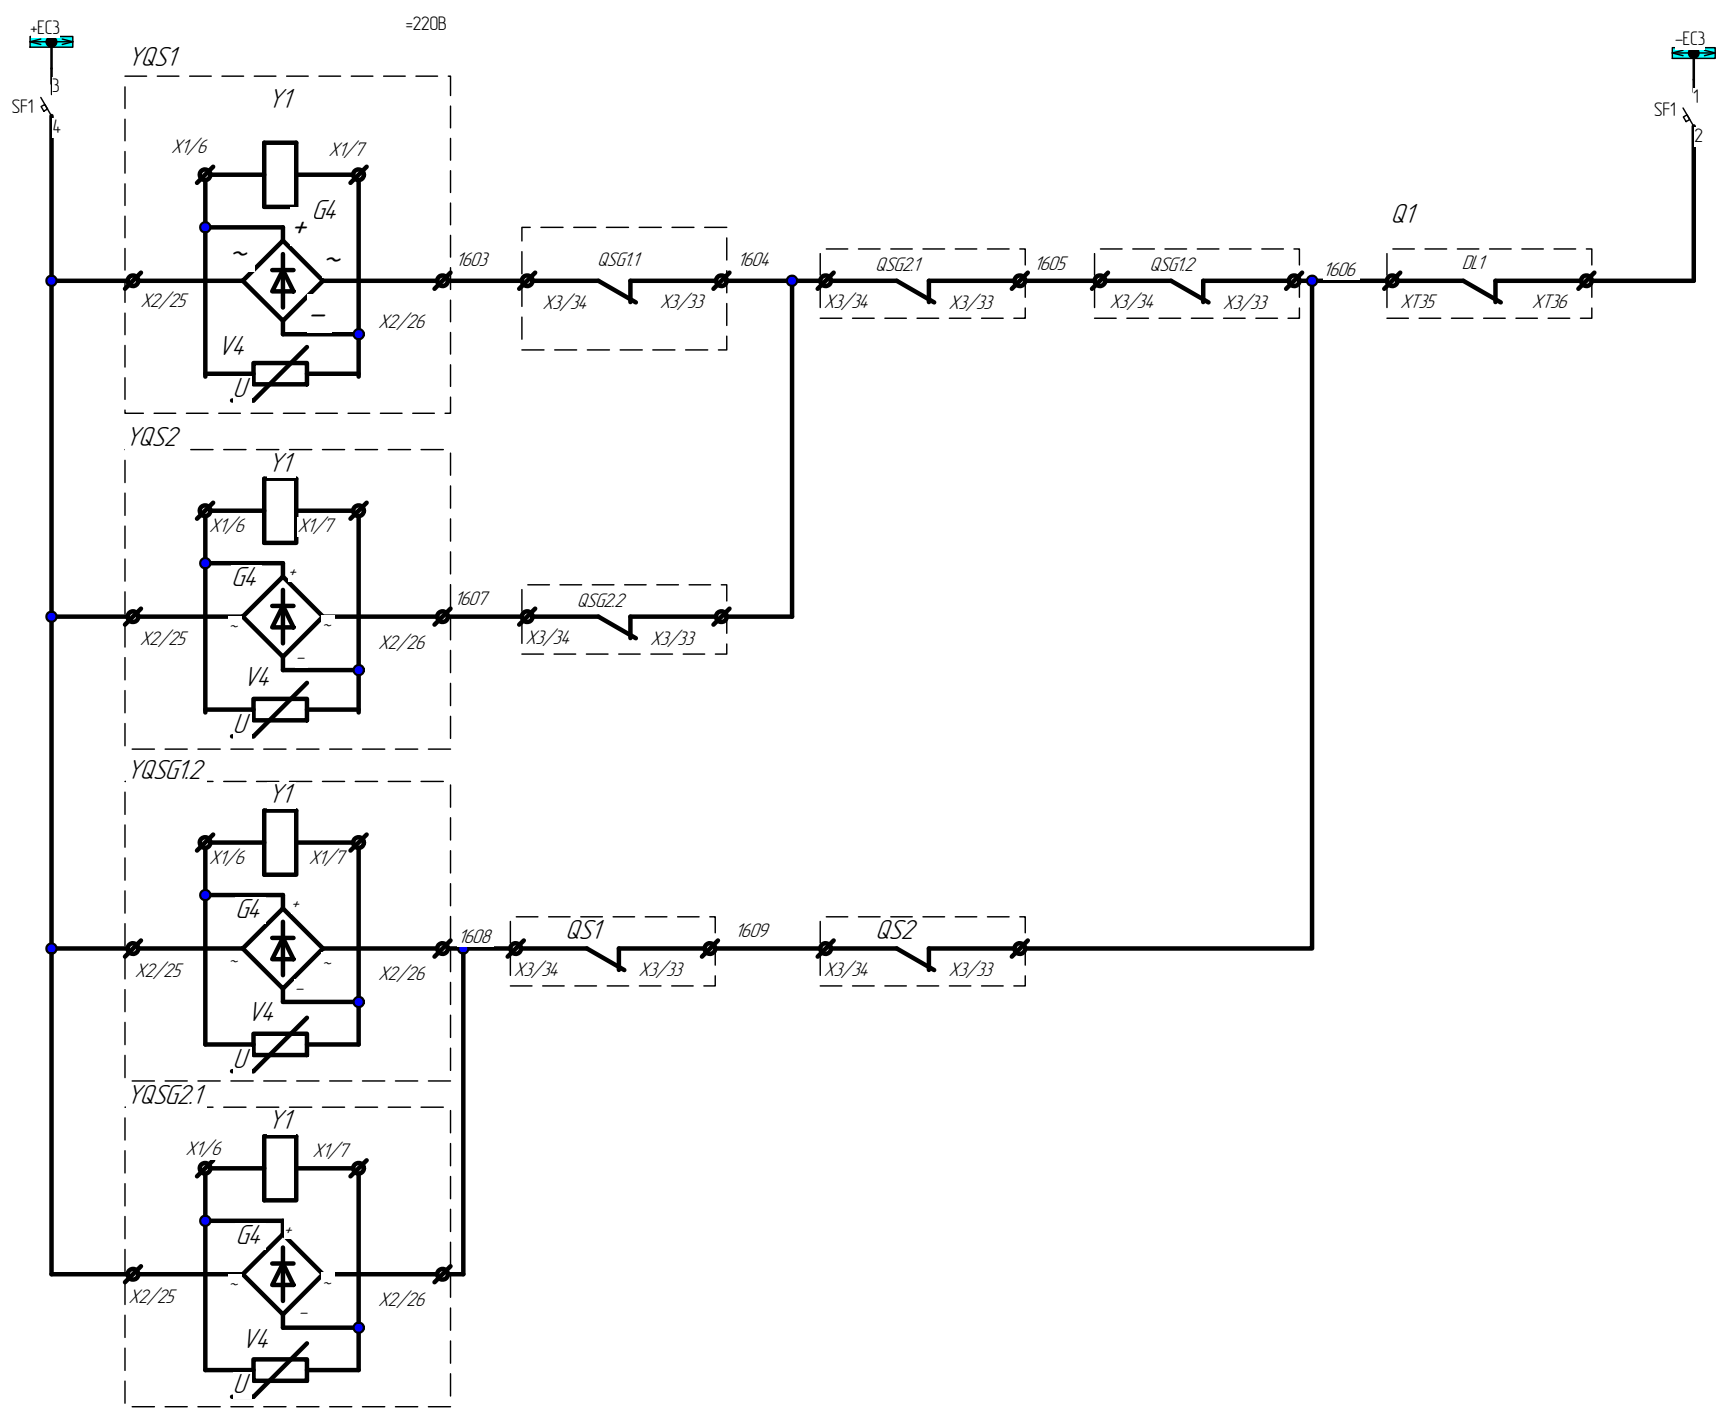 +EC3
=220В
-EC3
3
SF1
4
1
SF1
2
YQS1
Y1
X1/6
X1/7
G4
+
~
~
–
X2/25
X2/26
V4
U
1603
QSG1.1
X3/34
X3/33
1604
QSG2.1
X3/34
X3/33
1605
QSG1.2
X3/34
X3/33
1606
Q1
DL1
XT35
XT36
YQS2
Y1
X1/6
X1/7
G4
+
~
~
–
X2/25
X2/26
V4
U
1607
QSG2.2
X3/34
X3/33
YQSG1.2
Y1
X1/6
X1/7
G4
+
~
~
–
X2/25
X2/26
V4
U
1608
QS1
X3/34
X3/33
1609
QS2
X3/34
X3/33
YQSG2.1
Y1
X1/6
X1/7
G4
+
~
~
–
X2/25
X2/26
V4
U